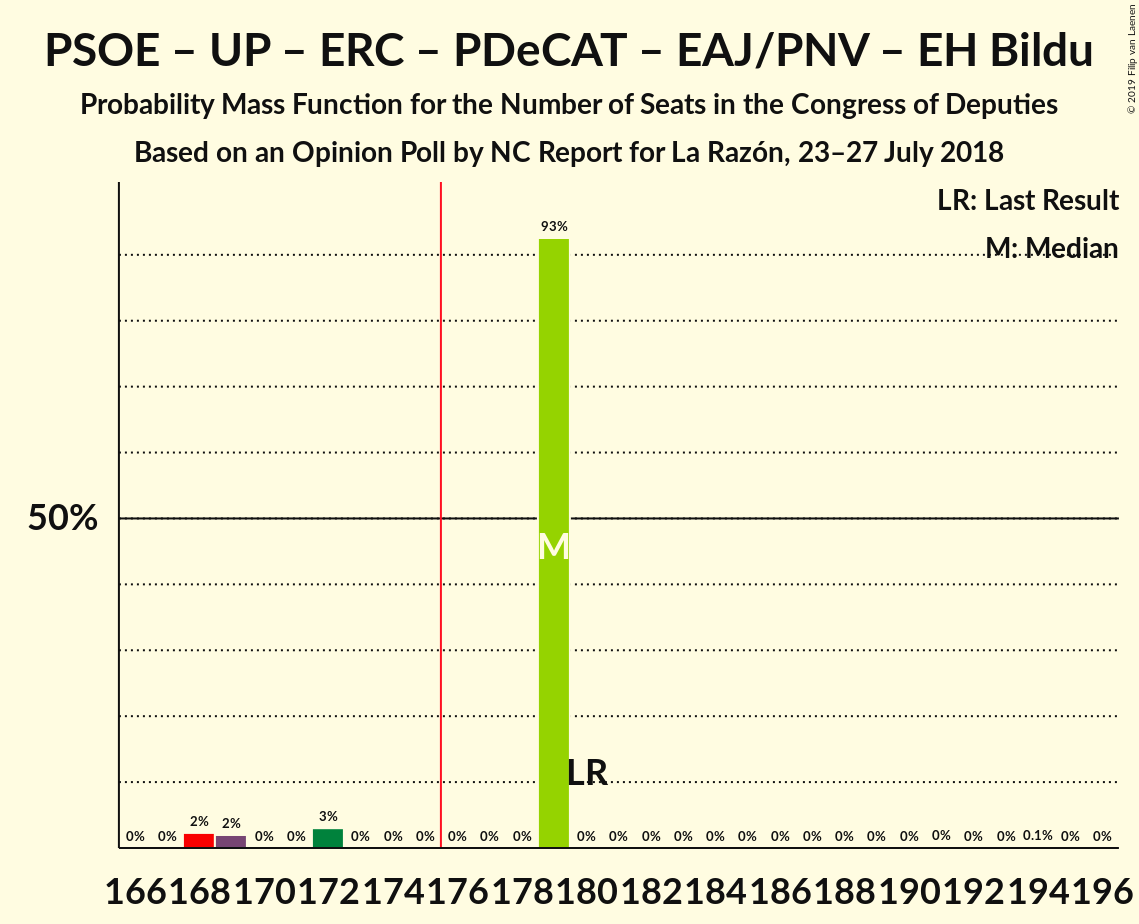 PSOE – UP – ERC – PDeCAT – EAJ/PNV – EH Bildu
Probability Mass Function for the Number of Seats in the Congress of Deputies
Based on an Opinion Poll by NC Report for La Razón, 23–27 July 2018
© 2019 Filip van Laenen
LR: Last Result
M: Median
93%
50%
M
LR
0% 0% 2% 2% 0% 0% 3% 0% 0% 0% 0% 0% 0% 0% 0% 0% 0% 0% 0% 0% 0% 0% 0% 0% 0% 0% 0% 0.1% 0% 0%
166 168 170 172 174 176 178 180 182 184 186 188 190 192 194 196